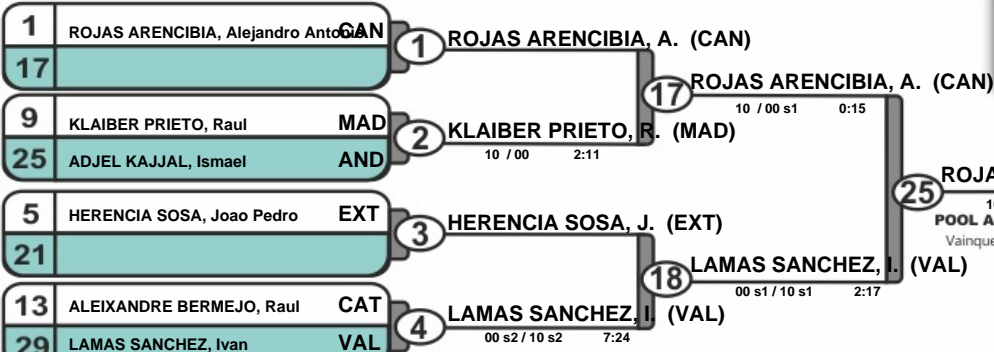 1 ROJAS ARENCIBIA, Alejandro Antonio CAN
17
1 ROJAS ARENCIBIA, A. (CAN)
9 KLAIBER PRIETO, Raul MAD
25 ADJEL KAJJAL, Ismael AND
2 KLAIBER PRIETO, R. (MAD)
10 / 00 2:11
17 ROJAS ARENCIBIA, A. (CAN)
10 / 00 s1 0:15
5 HERENCIA SOSA, Joao Pedro EXT
21
3 HERENCIA SOSA, J. (EXT)
13 ALEIXANDRE BERMEJO, Raul CAT
29 LAMAS SANCHEZ, Ivan VAL
4 LAMAS SANCHEZ, I. (VAL)
00 s2 / 10 s2 7:24
18 LAMAS SANCHEZ, I. (VAL)
00 s1 / 10 s1 2:17
25 ROJA
POOL A
Vainque